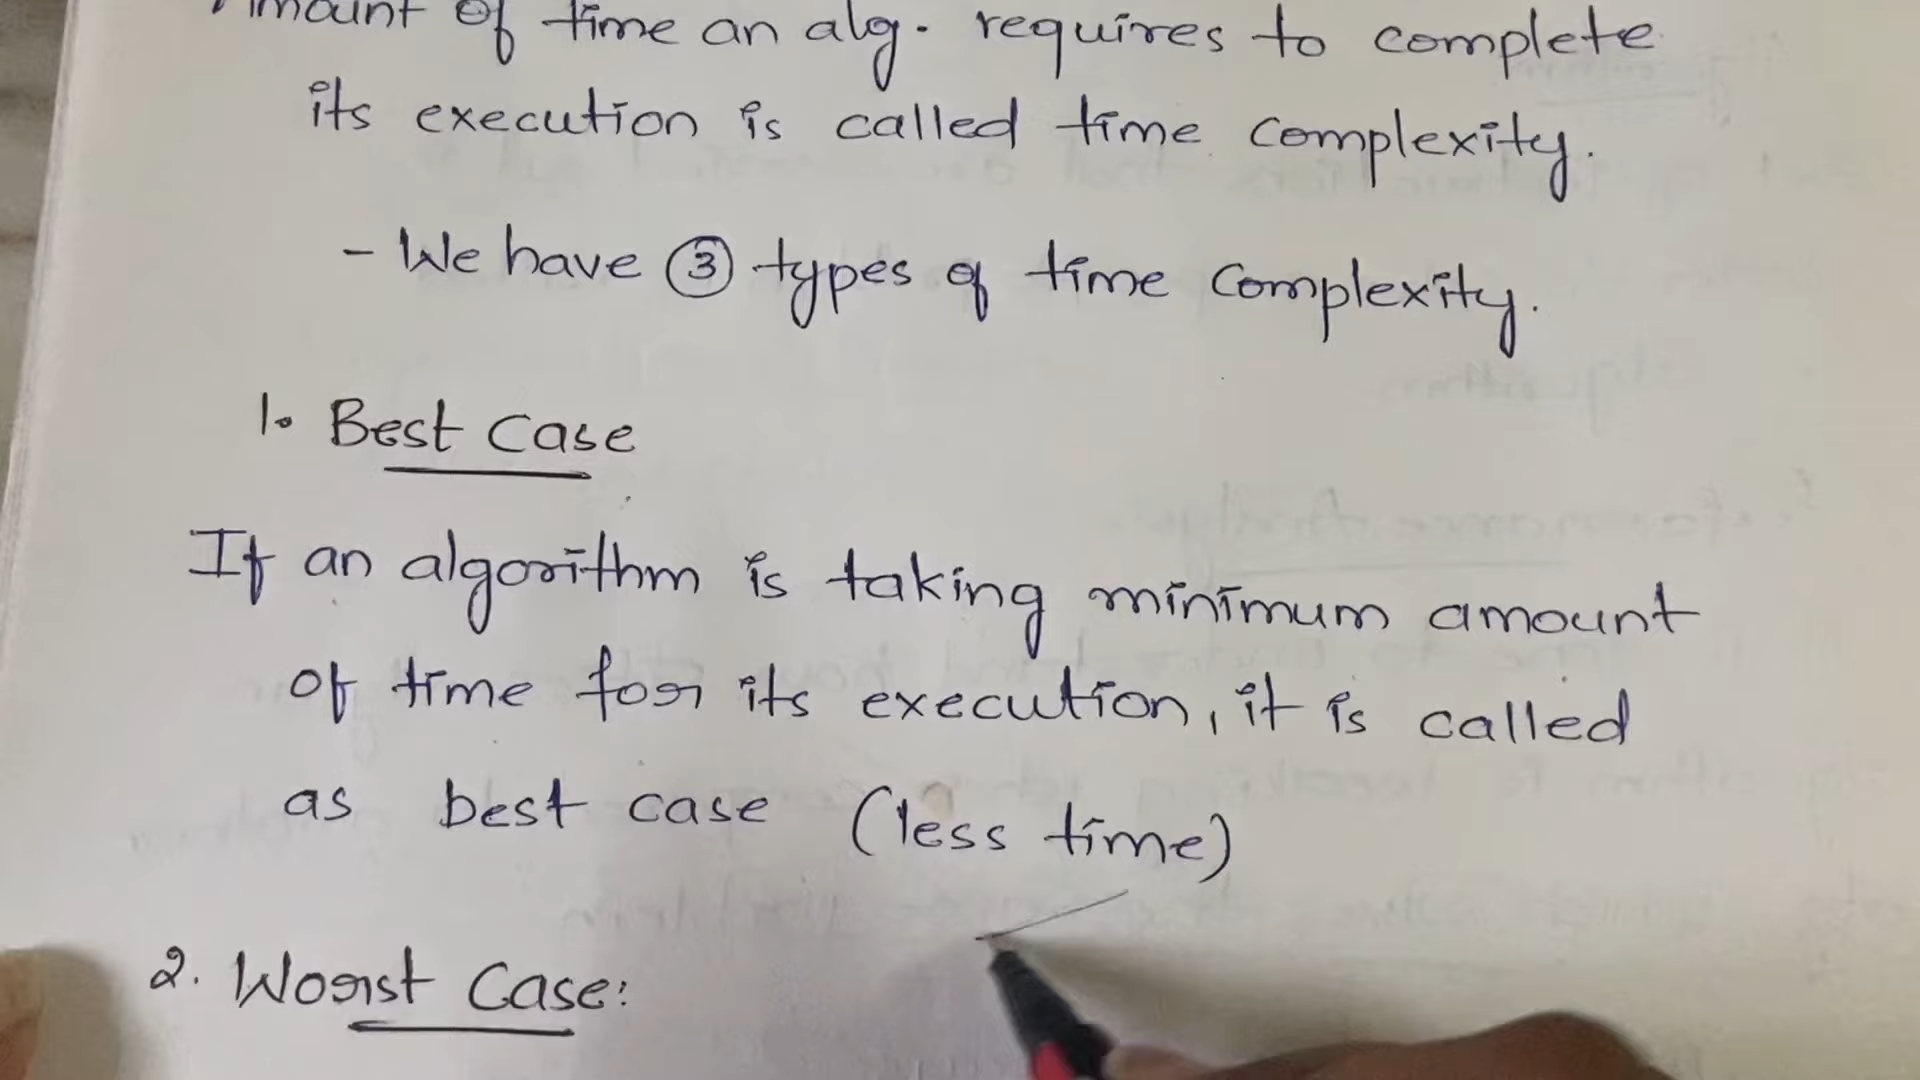 Amount of time an alg. requires to complete
its execution is called time complexity.
- We have ③ types of time complexity.
1. Best Case
If an algorithm is taking minimum amount
of time for its execution, it is called
as best case (less time)
2. Worst Case: